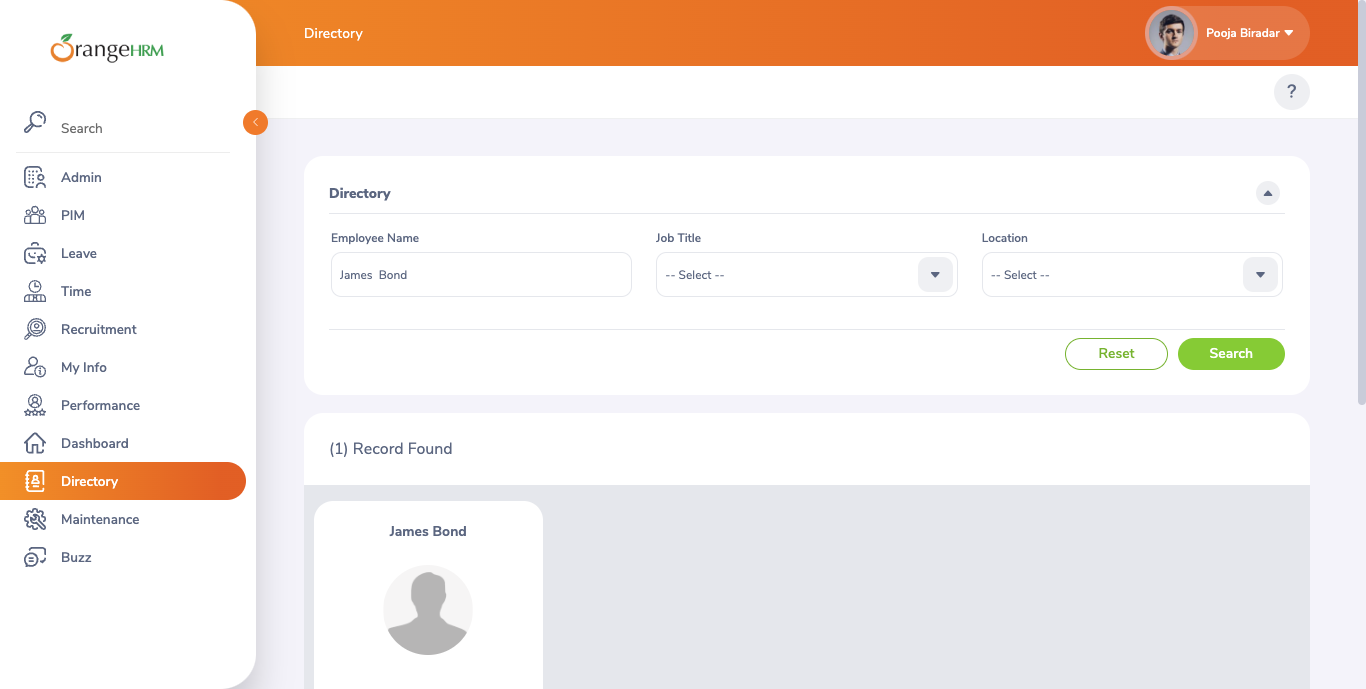 OrangeHRM
Directory
Pooja Biradar
?
Search
Admin
PIM
Leave
Time
Recruitment
My Info
Performance
Dashboard
Directory
Maintenance
Buzz
Directory
Employee Name
Job Title
Location
James  Bond
-- Select --
-- Select --
Reset
Search
(1) Record Found
James Bond